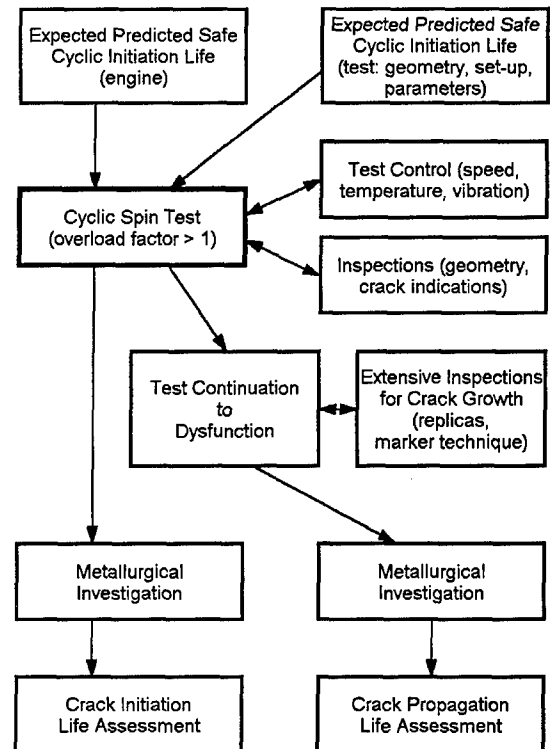 Expected Predicted Safe
Cyclic Initiation Life
(engine)
Expected Predicted Safe
Cyclic Initiation Life
(test: geometry, set-up,
parameters)
Test Control (speed,
temperature, vibration)
Cyclic Spin Test
(overload factor > 1)
Inspections (geometry,
crack indications)
Test Continuation
to
Dysfunction
Extensive Inspections
for Crack Growth
(replicas,
marker technique)
Metallurgical
Investigation
Metallurgical
Investigation
Crack Initiation
Life Assessment
Crack Propagation
Life Assessment